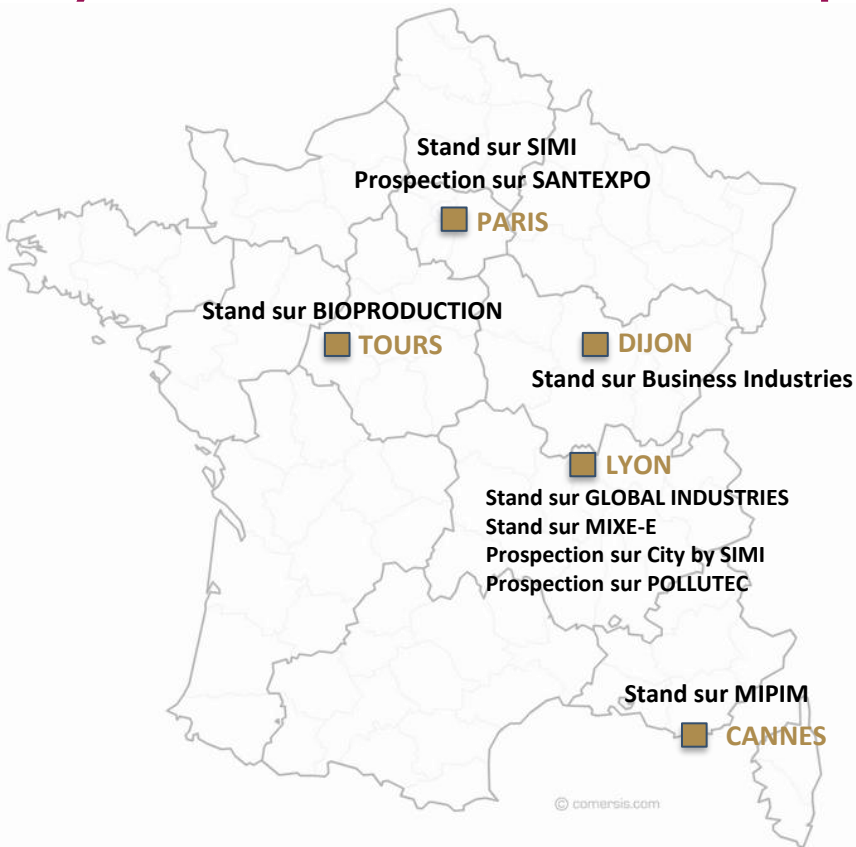 Stand sur SIMI
Prospection sur SANTEXPO
PARIS
Stand sur BIOPRODUCTION
TOURS
DIJON
Stand sur Business Industries
LYON
Stand sur GLOBAL INDUSTRIES
Stand sur MIXE-E
Prospection sur City by SIMI
Prospection sur POLLUTEC
Stand sur MIPIM
CANNES
© comersis.com